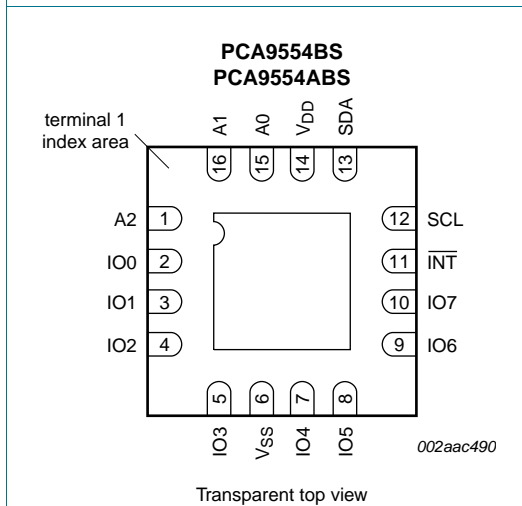 PCA9554BS
PCA9554ABS
terminal 1
index area
A1
A0
VDD
SDA
16
15
14
13
A2 1
12 SCL
IO0 2
11 INT
IO1 3
10 IO7
IO2 4
9 IO6
5
6
7
8
IO3
VSS
IO4
IO5
002aac490
Transparent top view